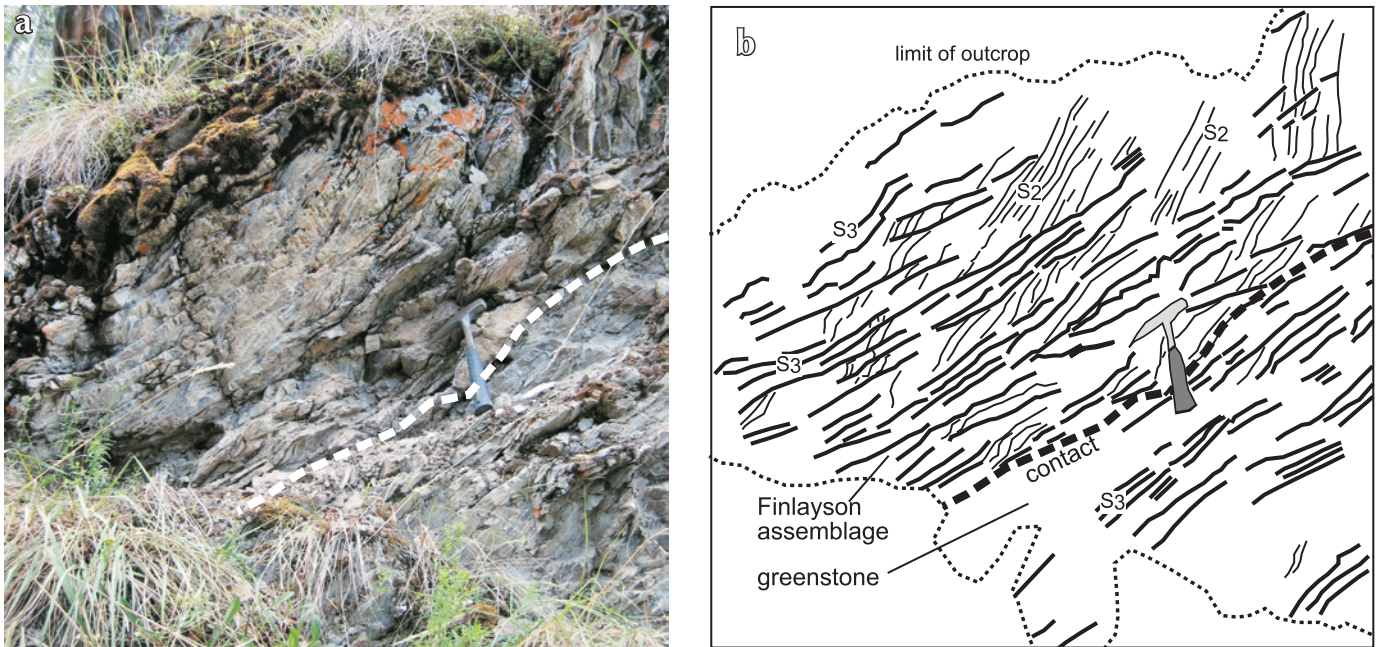 a
b
limit of outcrop
S2
S2
S3
S3
contact
S3
Finlayson
assemblage
greenstone